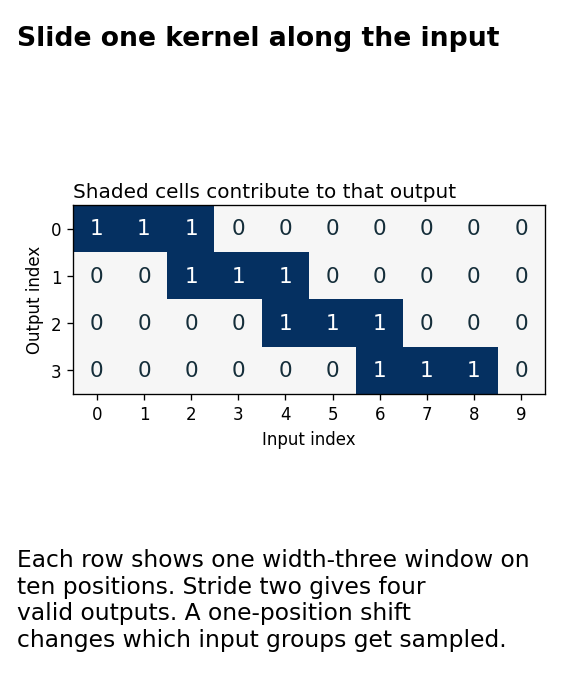 Slide one kernel along the input
Shaded cells contribute to that output
0 1 1 1 0 0 0 0 0 0 0
1 0 0 1 1 1 0 0 0 0 0
2 0 0 0 0 1 1 1 0 0 0
3 0 0 0 0 0 0 1 1 1 0
Output index
0 1 2 3 4 5 6 7 8 9
Input index
Each row shows one width-three window on
ten positions. Stride two gives four
valid outputs. A one-position shift
changes which input groups get sampled.